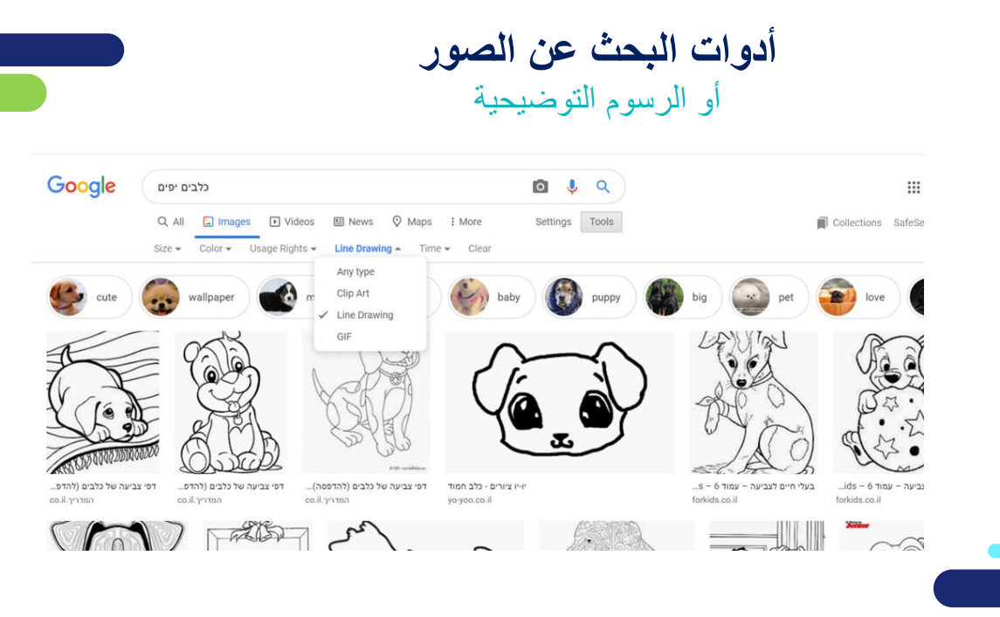 أدوات البحث عن الصور
أو الرسوم التوضيحية
Google
כלבים יפים
All Images Videos News Maps More Settings Tools Collections SafeSe
Size Color Usage Rights Line Drawing Time Clear
Any type
Clip Art
Line Drawing
GIF
cute wallpaper m baby puppy big pet love
דפי צביעה של כלבים (להדפ...
המדריך.co.il
דפי צביעה של כלבים (להדפ...
המדריך.co.il
דפי צביעה של כלבים (להדפסה)...
המדריך.co.il
יו-יו ציורים - כלב חמוד
yo-yoo.co.il
בעלי חיים לצביעה – עמוד 6 – s...
forkids.co.il
צביעה – עמוד 6 – ids...
forkids.co.il
Junior